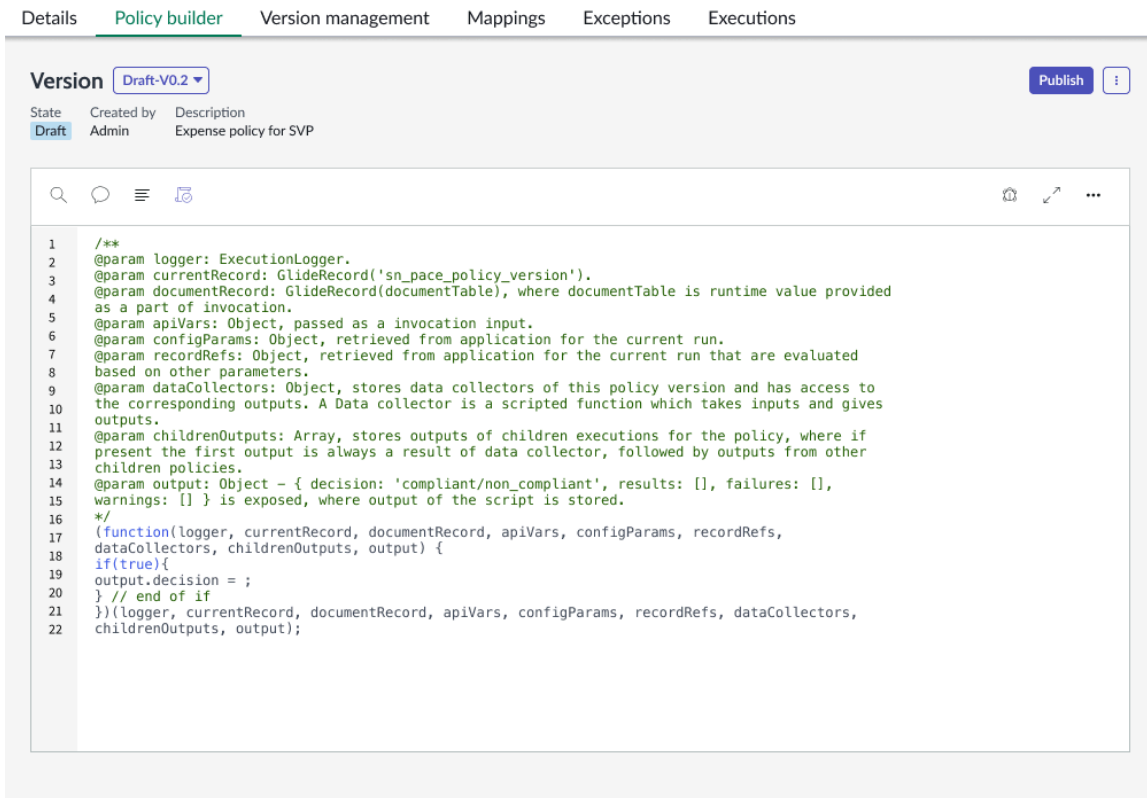 Details Policy builder Version management Mappings Exceptions Executions
Version Draft-V0.2
Publish
State Created by Description
Draft Admin Expense policy for SVP
1 /**
2 @param logger: ExecutionLogger.
3 @param currentRecord: GlideRecord('sn_pace_policy_version').
4 @param documentRecord: GlideRecord(documentTable), where documentTable is runtime value provided
5 as a part of invocation.
6 @param apiVars: Object, passed as a invocation input.
7 @param configParams: Object, retrieved from application for the current run.
8 @param recordRefs: Object, retrieved from application for the current run that are evaluated
9 based on other parameters.
10 @param dataCollectors: Object, stores data collectors of this policy version and has access to
11 the corresponding outputs. A Data collector is a scripted function which takes inputs and gives
12 outputs.
13 @param childrenOutputs: Array, stores outputs of children executions for the policy, where if
14 present the first output is always a result of data collector, followed by outputs from other
15 children policies.
16 @param output: Object – { decision: 'compliant/non_compliant', results: [], failures: [],
17 warnings: [] } is exposed, where output of the script is stored.
18 */
19 (function(logger, currentRecord, documentRecord, apiVars, configParams, recordRefs,
20 dataCollectors, childrenOutputs, output) {
21 if(true){
22 output.decision = ;
} // end of if
})(logger, currentRecord, documentRecord, apiVars, configParams, recordRefs, dataCollectors,
childrenOutputs, output);